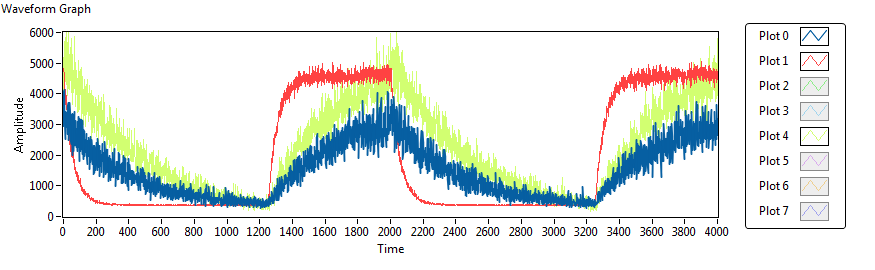 Waveform Graph
Amplitude
6000
5000
4000
3000
2000
1000
0
0 200 400 600 800 1000 1200 1400 1600 1800 2000 2200 2400 2600 2800 3000 3200 3400 3600 3800 4000
Time
Plot 0
Plot 1
Plot 2
Plot 3
Plot 4
Plot 5
Plot 6
Plot 7